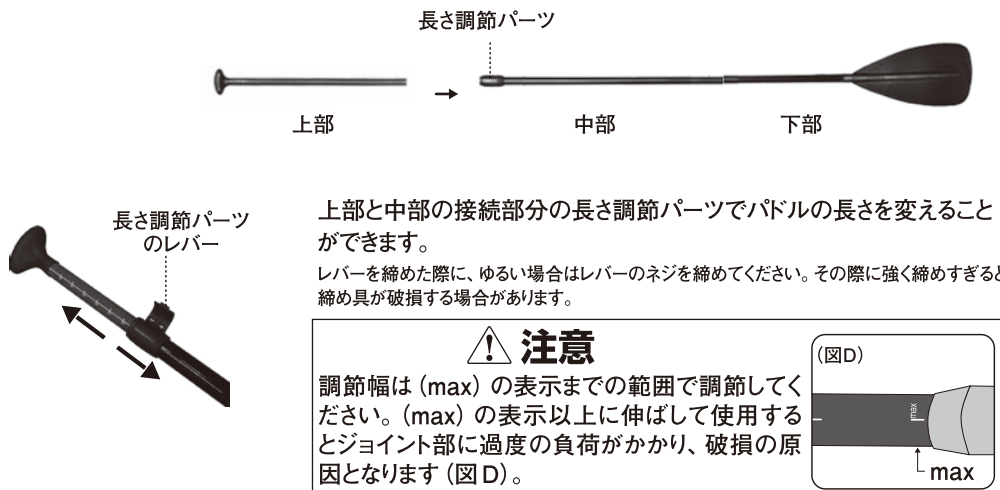 長さ調節パーツ
上部
中部
下部
長さ調節パーツ
のレバー
上部と中部の接続部分の長さ調節パーツでパドルの長さを変えること
ができます。
レバーを締めた際に、ゆるい場合はレバーのネジを締めてください。その際に強く締めすぎると
締め具が破損する場合があります。
注意
調節幅は(max)の表示までの範囲で調節してく
ださい。(max)の表示以上に伸ばして使用する
とジョイント部に過度の負荷がかかり、破損の原
因となります(図D)。
(図D)
max
max